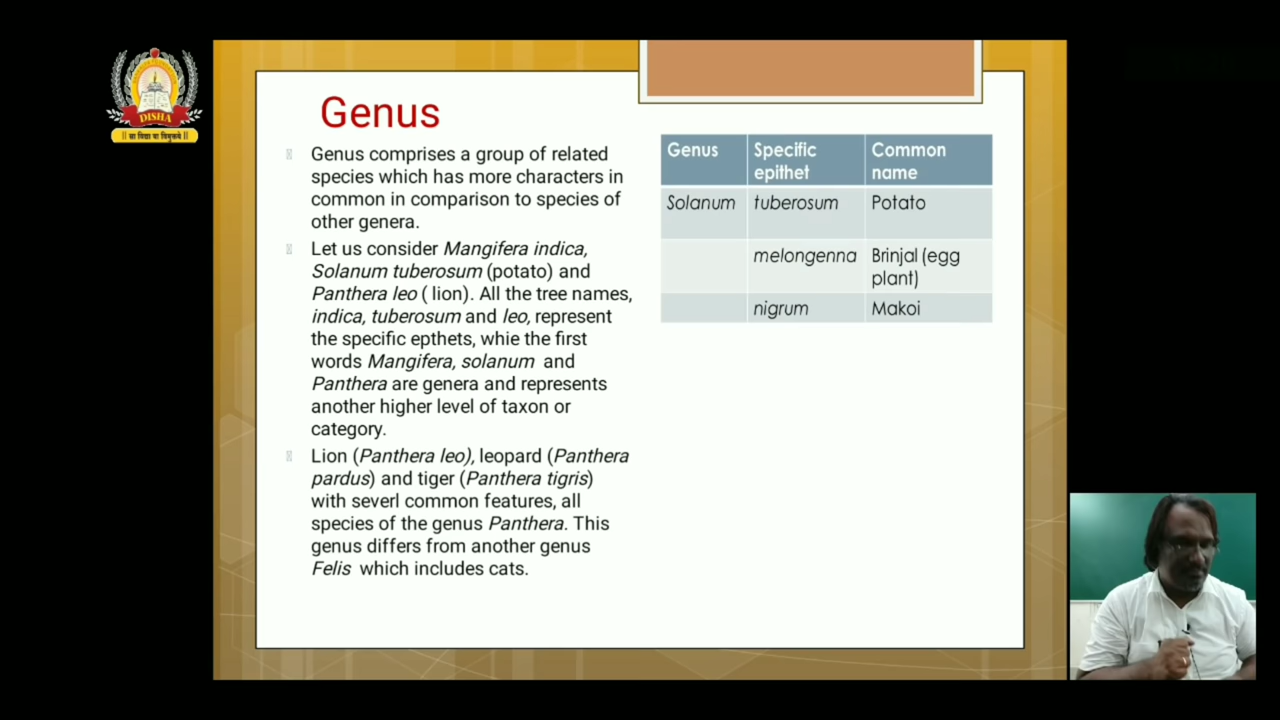 DISHA
॥ सा विद्या या विमुक्तये ॥
Genus
Genus comprises a group of related
species which has more characters in
common in comparison to species of
other genera.
Let us consider Mangifera indica,
Solanum tuberosum (potato) and
Panthera leo ( lion). All the tree names,
indica, tuberosum and leo, represent
the specific epthets, whie the first
words Mangifera, solanum and
Panthera are genera and represents
another higher level of taxon or
category.
Lion (Panthera leo), leopard (Panthera
pardus) and tiger (Panthera tigris)
with severl common features, all
species of the genus Panthera. This
genus differs from another genus
Felis which includes cats.
Genus Specific Common
epithet name
Solanum tuberosum Potato
melongenna Brinjal (egg
plant)
nigrum Makoi